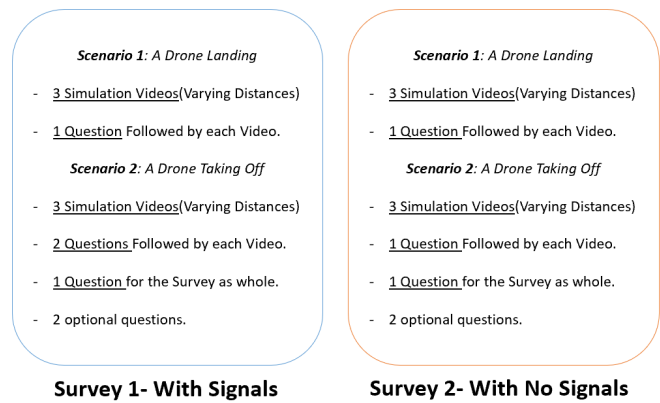 Scenario 1: A Drone Landing
- 3 Simulation Videos(Varying Distances)
- 1 Question Followed by each Video.
Scenario 2: A Drone Taking Off
- 3 Simulation Videos(Varying Distances)
- 2 Questions Followed by each Video.
- 1 Question for the Survey as whole.
- 2 optional questions.
Survey 1- With Signals
Scenario 1: A Drone Landing
- 3 Simulation Videos(Varying Distances)
- 1 Question Followed by each Video.
Scenario 2: A Drone Taking Off
- 3 Simulation Videos(Varying Distances)
- 1 Question Followed by each Video.
- 1 Question for the Survey as whole.
- 2 optional questions.
Survey 2- With No Signals